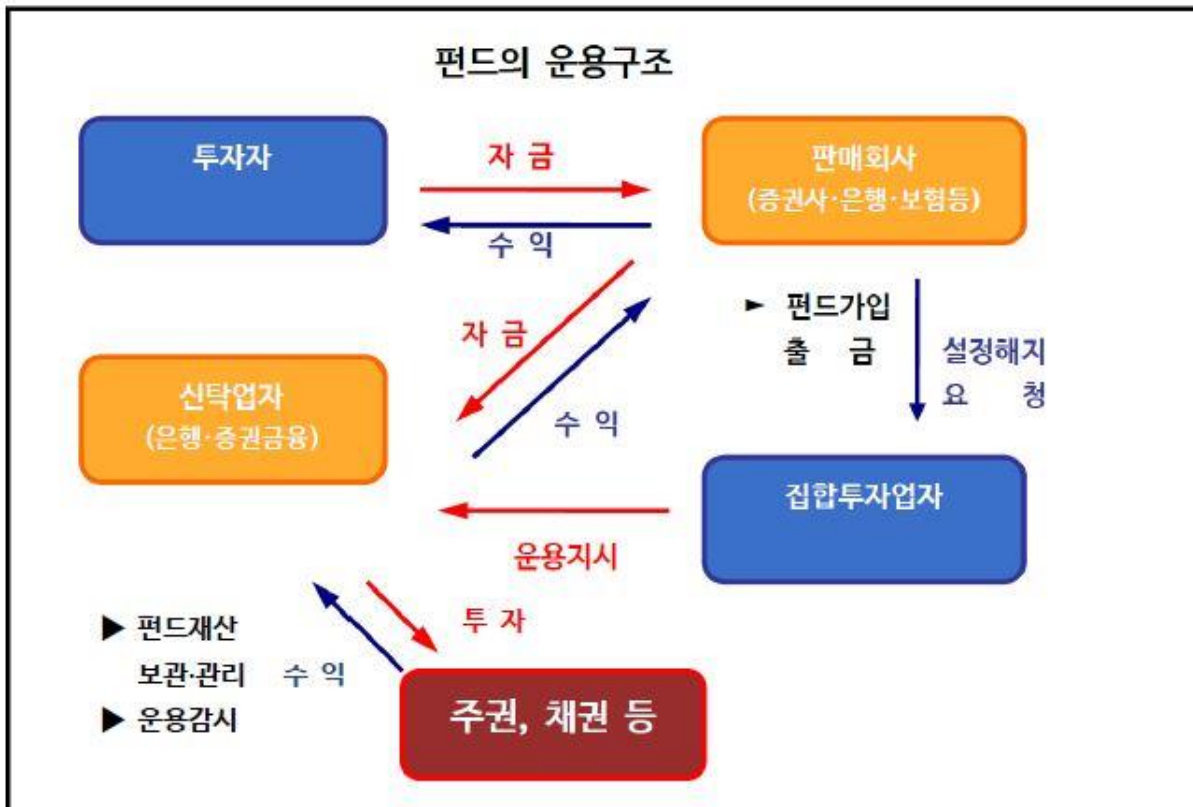 펀드의 운용구조
투자자
자 금
수 익
판매회사
(증권사·은행·보험등)
자 금
수 익
► 펀드가입
출 금
설정해지
요 청
신탁업자
(은행·증권금융)
집합투자업자
운용지시
투 자
▶ 펀드재산
보관·관리
수 익
▶ 운용감시
주권, 채권 등